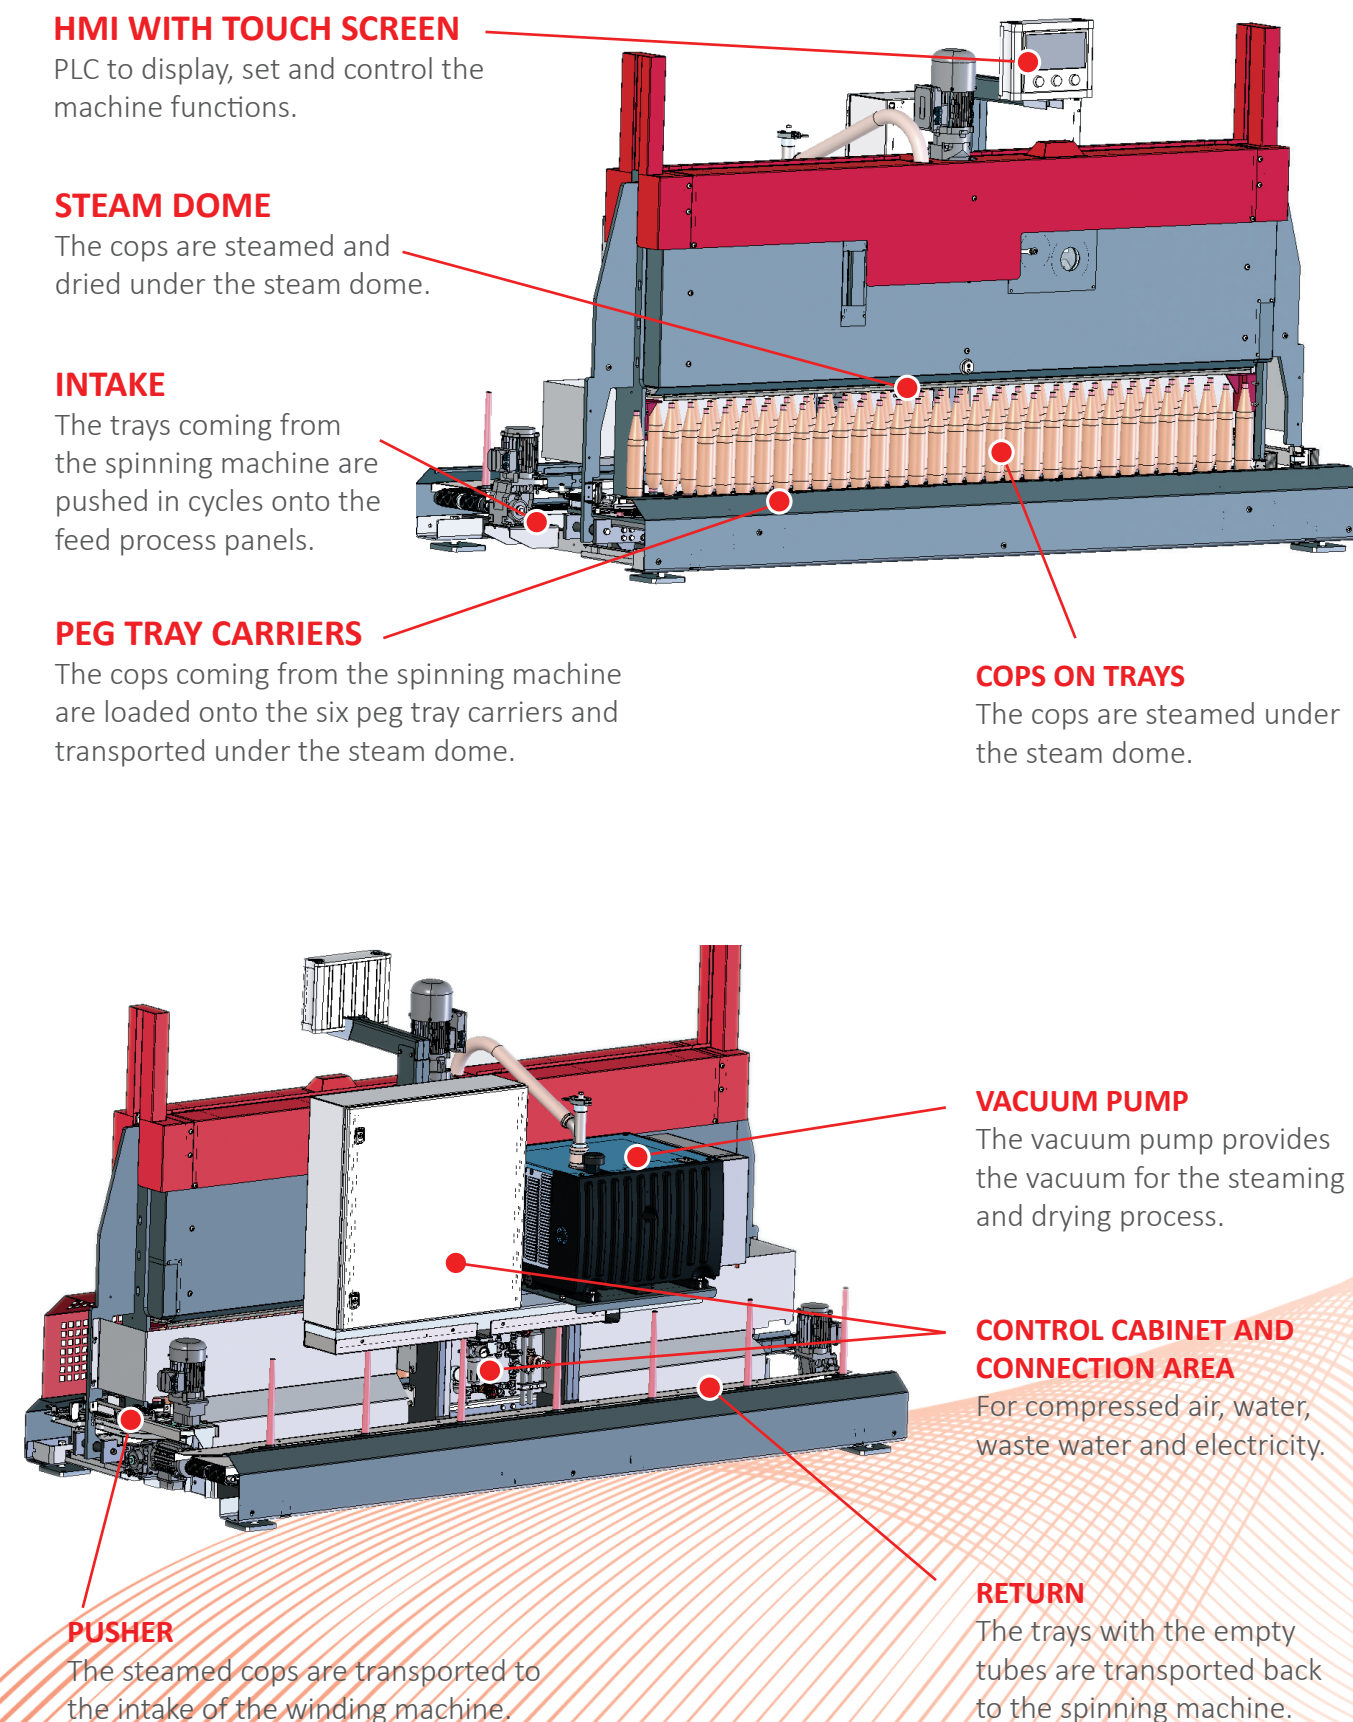 HMI WITH TOUCH SCREEN
PLC to display, set and control the
machine functions.
STEAM DOME
The cops are steamed and
dried under the steam dome.
INTAKE
The trays coming from
the spinning machine are
pushed in cycles onto the
feed process panels.
PEG TRAY CARRIERS
The cops coming from the spinning machine
are loaded onto the six peg tray carriers and
transported under the steam dome.
COPS ON TRAYS
The cops are steamed under
the steam dome.
VACUUM PUMP
The vacuum pump provides
the vacuum for the steaming
and drying process.
CONTROL CABINET AND
CONNECTION AREA
For compressed air, water,
waste water and electricity.
RETURN
The trays with the empty
tubes are transported back
to the spinning machine.
PUSHER
The steamed cops are transported to
the intake of the winding machine.